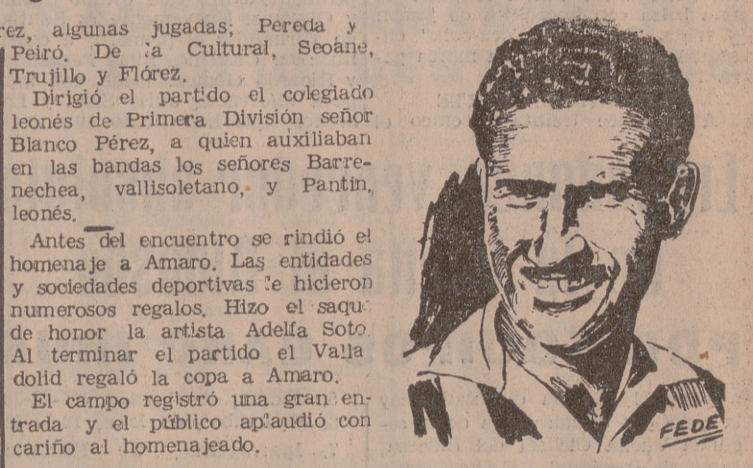 rez, algunas jugadas; Pereda y
Peiró. De la Cultural, Seoane,
Trujillo y Flórez.
Dirigió el partido el colegiado
leonés de Primera División señor
Blanco Pérez, a quien auxiliaban
en las bandas los señores Barre-
nechea, vallisoletano, y Pantín,
leonés.
Antes del encuentro se rindió el
homenaje a Amaro. Las entidades
y sociedades deportivas le hicieron
numerosos regalos. Hizo el saque
de honor la artista Adelfa Soto.
Al terminar el partido el Valla
dolid regaló la copa a Amaro.
El campo registró una gran en-
trada y el público aplaudió con
cariño al homenajeado.
FEDE